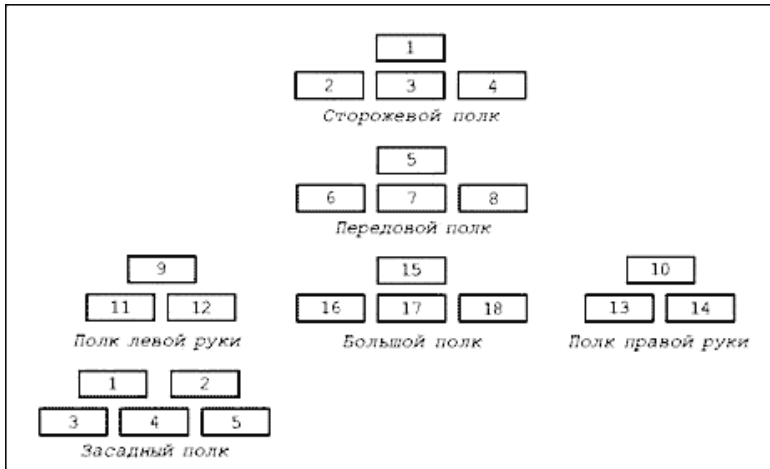 1
2 3 4
Сторожевой полк
5
6 7 8
Передовой полк
9 15 10
11 12 16 17 18 13 14
Полк левой руки Большой полк Полк правой руки
1 2
3 4 5
Засадный полк